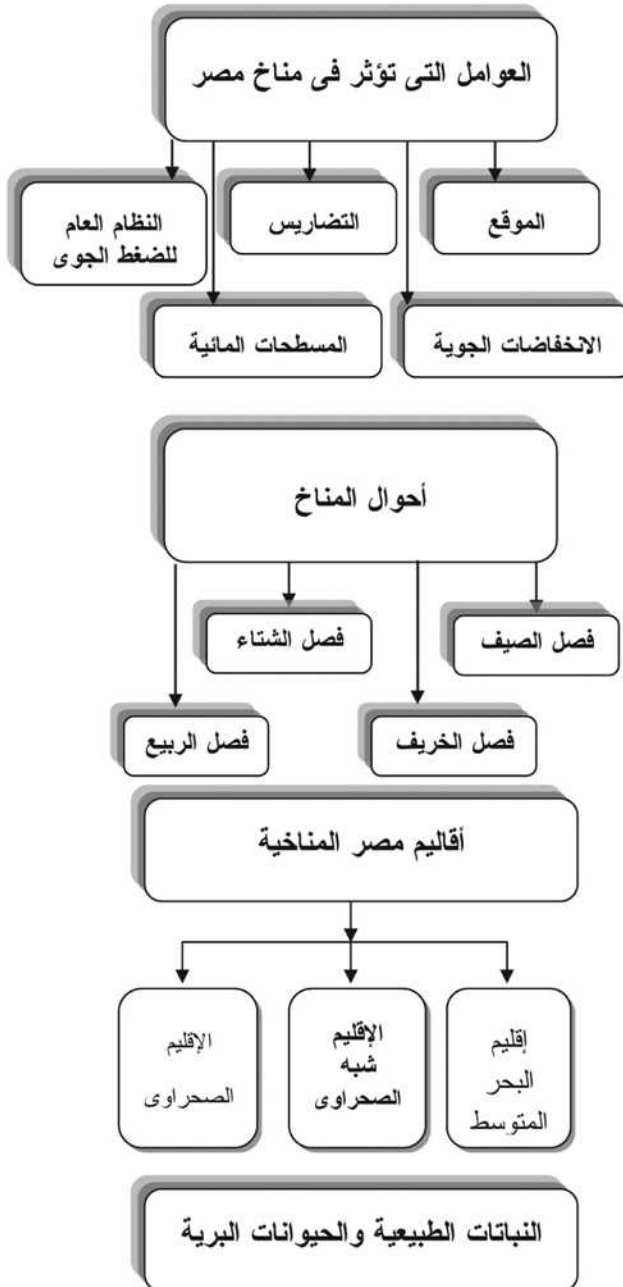 العوامل التى تؤثر فى مناخ مصر
الموقع
التضاريس
النظام العام
للضغط الجوى
الانخفاضات الجوية
المسطحات المائية
أحوال المناخ
فصل الصيف
فصل الشتاء
فصل الخريف
فصل الربيع
أقاليم مصر المناخية
إقليم
البحر
المتوسط
الإقليم
شبه
الصحراوى
الإقليم
الصحراوى
النباتات الطبيعية والحيوانات البرية